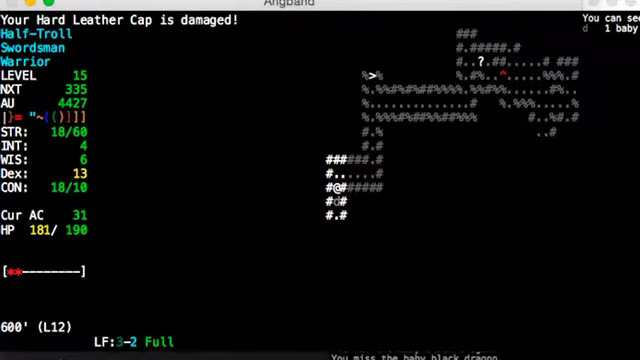 Angband
Your Hard Leather Cap is damaged!
You can see
d 1 baby
Half-Troll
Swordsman
Warrior
LEVEL 15
NXT 335
AU 4427
STR: 18/60
INT: 4
WIS: 6
Dex: 13
CON: 18/10
Cur AC 31
HP 181/ 190
[**--------]
600' (L12)
LF:3-2 Full
You miss the baby black dragon